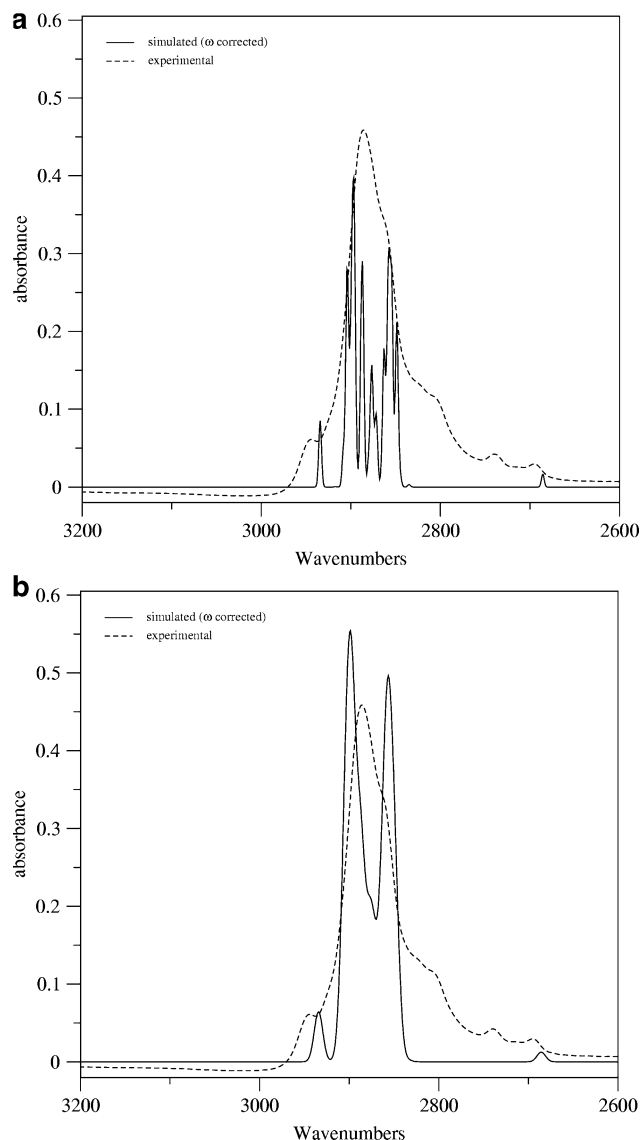 a
0.6
simulated (ω corrected)
experimental
0.5
0.4
0.3
0.2
0.1
0
absorbance
3200 3000 2800 2600
Wavenumbers
b
0.6
simulated (ω corrected)
experimental
0.5
0.4
0.3
0.2
0.1
0
absorbance
3200 3000 2800 2600
Wavenumbers